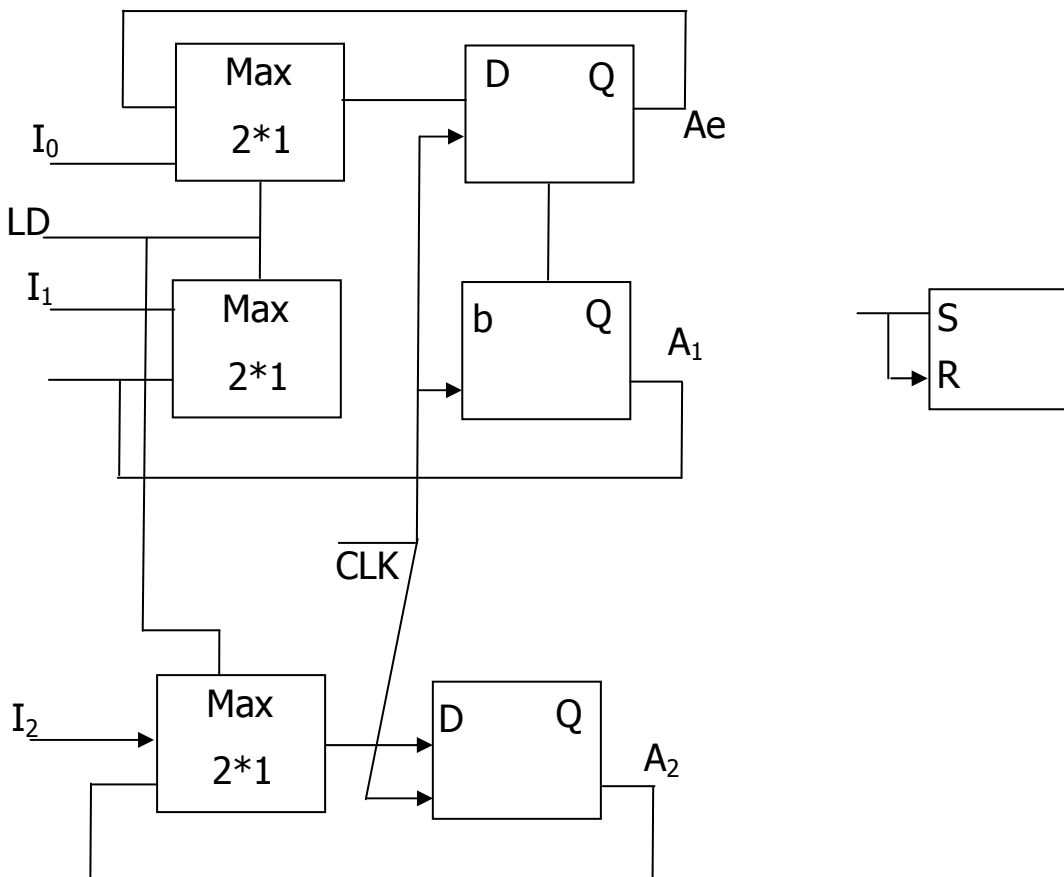 Max
2*1
D Q
I₀
Ae
LD
I₁
Max
2*1
b Q
A₁
S
R
CLK
I₂
Max
2*1
D Q
A₂